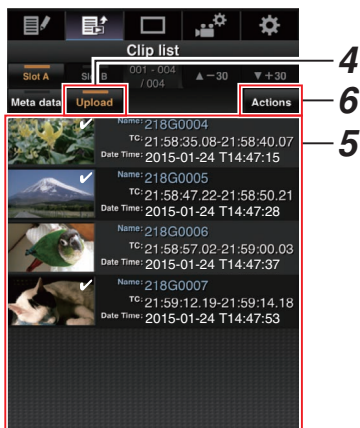 Clip list
4
Slot A Slot B 001 - 004 / 004 ▲-30 ▼+30
6
Meta data Upload Actions
5
Name: 218G0004
TC: 21:58:35.08-21:58:40.07
Date Time: 2015-01-24 T14:47:15
Name: 218G0005
TC: 21:58:47.22-21:58:50.21
Date Time: 2015-01-24 T14:47:28
Name: 218G0006
TC: 21:58:57.02-21:59:00.03
Date Time: 2015-01-24 T14:47:37
Name: 218G0007
TC: 21:59:12.19-21:59:14.18
Date Time: 2015-01-24 T14:47:53